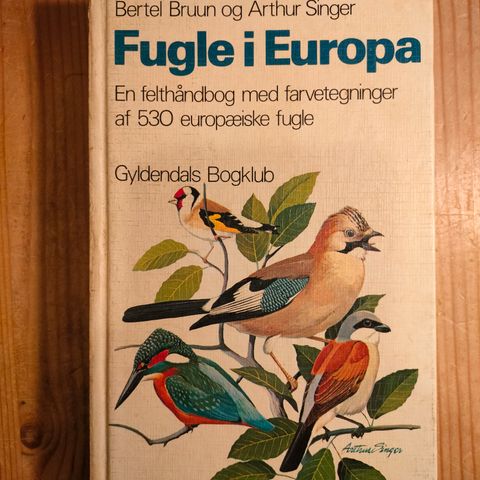 Bertel Bruun og Arthur Singer
Fugle i Europa
En felthåndbog med farvetegninger
af 530 europæiske fugle
Gyldendals Bogklub
Arthur Singer